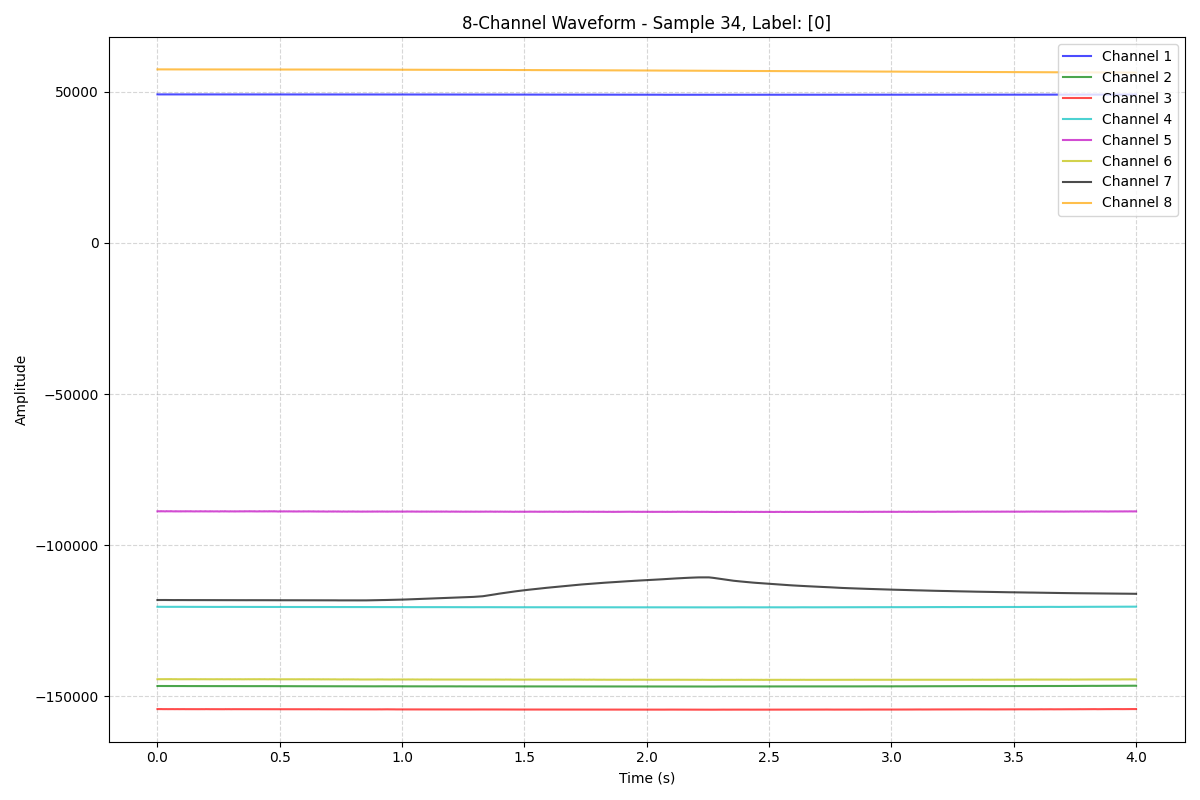 8-Channel Waveform - Sample 34, Label: [0]
Channel 1
Channel 2
Channel 3
Channel 4
Channel 5
Channel 6
Channel 7
Channel 8
50000
0
−50000
−100000
−150000
Amplitude
0.0 0.5 1.0 1.5 2.0 2.5 3.0 3.5 4.0
Time (s)